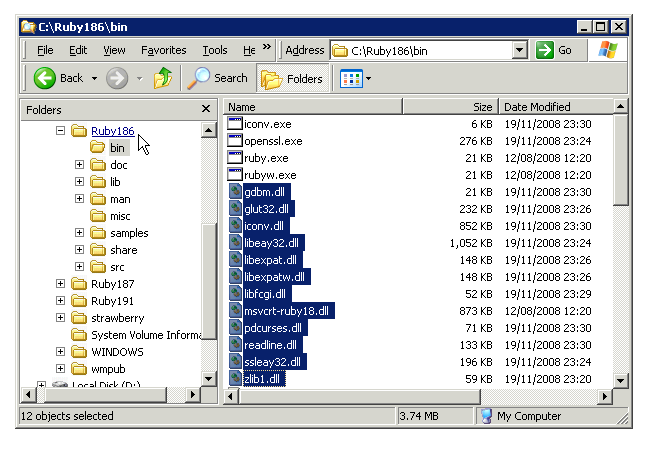 C:\Ruby186\bin
File Edit View Favorites Tools He » Address C:\Ruby186\bin Go
Back Search Folders
Folders
Ruby186
bin
doc
lib
man
misc
samples
share
src
Ruby187
Ruby191
strawberry
System Volume Informa
WINDOWS
wmpub
Local Disk (D:)
Name Size Date Modified
iconv.exe 6 KB 19/11/2008 23:30
openssl.exe 276 KB 19/11/2008 23:24
ruby.exe 21 KB 12/08/2008 12:20
rubyw.exe 21 KB 12/08/2008 12:20
gdbm.dll 21 KB 19/11/2008 23:30
glut32.dll 232 KB 19/11/2008 23:26
iconv.dll 852 KB 19/11/2008 23:30
libeay32.dll 1,052 KB 19/11/2008 23:24
libexpat.dll 148 KB 19/11/2008 23:26
libexpatw.dll 148 KB 19/11/2008 23:26
libfcgi.dll 52 KB 19/11/2008 23:29
msvcrt-ruby18.dll 873 KB 12/08/2008 12:20
pdcurses.dll 71 KB 19/11/2008 23:30
readline.dll 133 KB 19/11/2008 23:30
ssleay32.dll 196 KB 19/11/2008 23:24
zlib1.dll 59 KB 19/11/2008 23:20
12 objects selected 3.74 MB My Computer